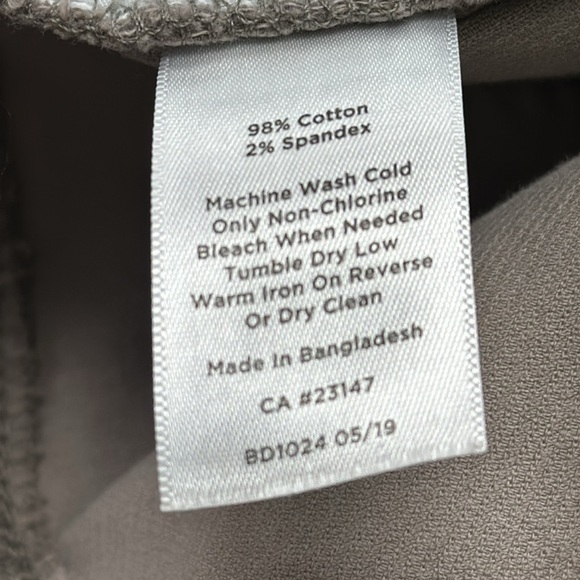 98% Cotton
2% Spandex
Machine Wash Cold
Only Non-Chlorine
Bleach When Needed
Tumble Dry Low
Warm Iron On Reverse
Or Dry Clean
Made In Bangladesh
CA #23147
BD1024 05/19